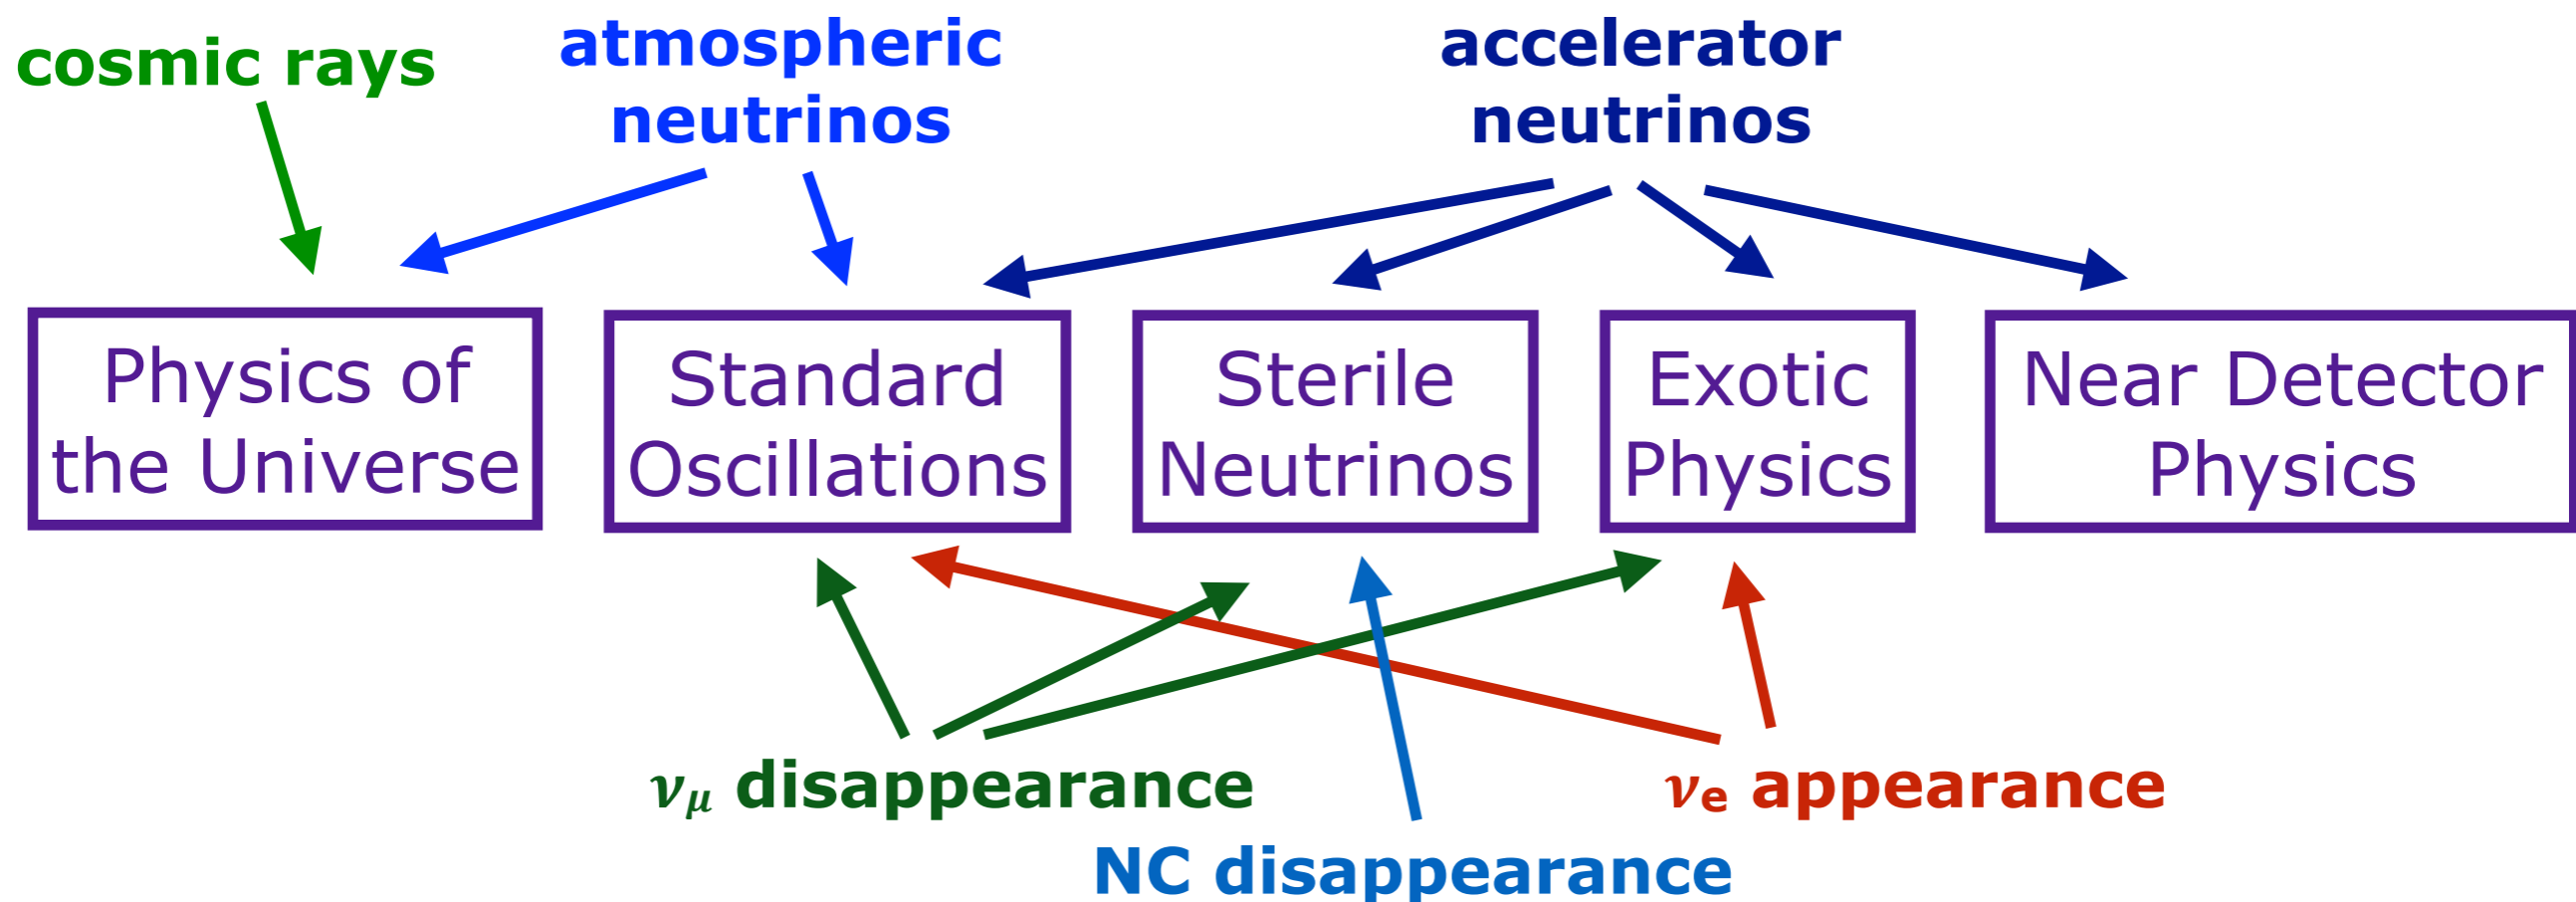 cosmic rays
atmospheric
neutrinos
accelerator
neutrinos
Physics of
the Universe
Standard
Oscillations
Sterile
Neutrinos
Exotic
Physics
Near Detector
Physics
νμ disappearance
νe appearance
NC disappearance